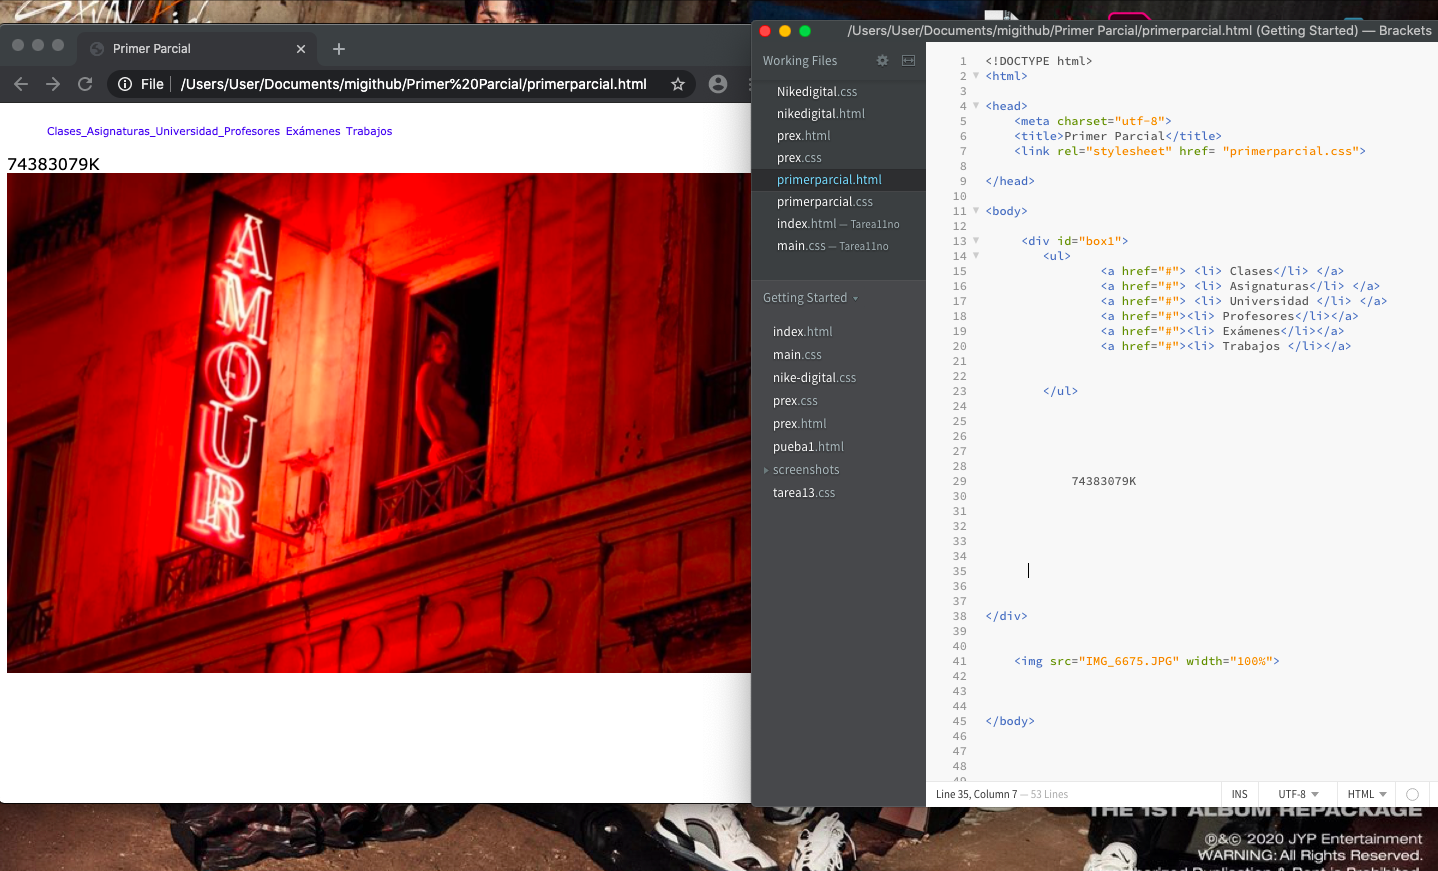 Primer Parcial
File
/Users/User/Documents/migithub/Primer%20Parcial/primerparcial.html
Clases_Asignaturas_Universidad_Profesores Exámenes Trabajos
74383079K
AMOUR
/Users/User/Documents/migithub/Primer Parcial/primerparcial.html (Getting Started) — Brackets
Working Files
Nikedigital.css
nikedigital.html
prex.html
prex.css
primerparcial.html
primerparcial.css
index.html — Tarea11no
main.css — Tarea11no
Getting Started
index.html
main.css
nike-digital.css
prex.css
prex.html
pueba1.html
screenshots
tarea13.css
1 <!DOCTYPE html>
2 <html>
3
4 <head>
5 <meta charset="utf-8">
6 <title>Primer Parcial</title>
7 <link rel="stylesheet" href= "primerparcial.css">
8
9 </head>
10
11 <body>
12
13 <div id="box1">
14 <ul>
15 <a href="#"> <li> Clases</li> </a>
16 <a href="#"> <li> Asignaturas</li> </a>
17 <a href="#"> <li> Universidad </li> </a>
18 <a href="#"><li> Profesores</li></a>
19 <a href="#"><li> Exámenes</li></a>
20 <a href="#"><li> Trabajos </li></a>
21
22
23 </ul>
24
25
26
27
28
29 74383079K
30
31
32
33
34
35
36
37
38 </div>
39
40
41 <img src="IMG_6675.JPG" width="100%">
42
43
44
45 </body>
46
47
48
49
Line 35, Column 7 — 53 Lines
INS
UTF-8
HTML
THE 1ST ALBUM REPACKAGE
℗&© 2020 JYP Entertainment
WARNING: All Rights Reserved.